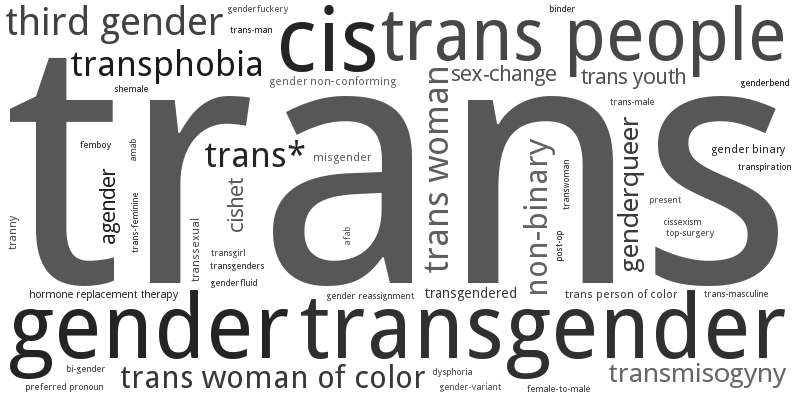 third gender
genderfuckery
trans-man
cis
trans people
binder
transphobia
gender non-conforming
sex-change
trans youth
shemale
genderbend
trans
trans-male
femboy
amab
trans*
misgender
trans woman
non-binary
genderqueer
gender binary
transwoman
transpiration
agender
trans-feminine
cishet
present
tranny
transsexual
afab
post-op
cissexism
top-surgery
transgirl
transgenders
genderfluid
hormone replacement therapy
gender reassignment
transgendered
trans person of color
trans-masculine
gender
transgender
bi-gender
preferred pronoun
trans woman of color
dysphoria
gender-variant
female-to-male
transmisogyny